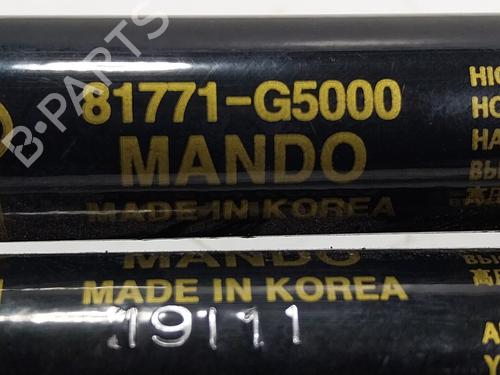 B-PARTS
81771-G5000
MANDO
MADE IN KOREA
MANDO
MADE IN KOREA
19111